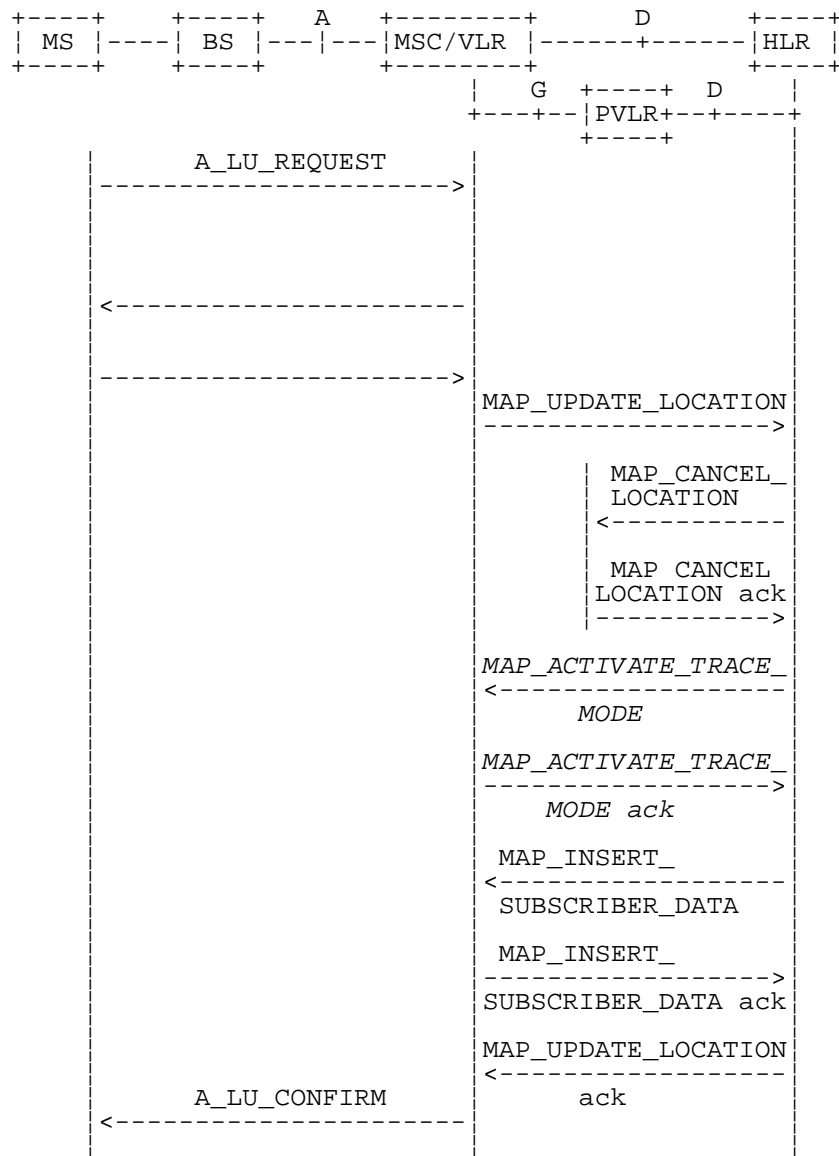 A D
MS BS MSC/VLR HLR
G D
PVLR
A_LU_REQUEST
MAP_UPDATE_LOCATION
MAP_CANCEL_
LOCATION
MAP CANCEL
LOCATION ack
MAP_ACTIVATE_TRACE_
MODE
MAP_ACTIVATE_TRACE_
MODE ack
MAP_INSERT_
SUBSCRIBER_DATA
MAP_INSERT_
SUBSCRIBER_DATA ack
MAP_UPDATE_LOCATION
A_LU_CONFIRM ack